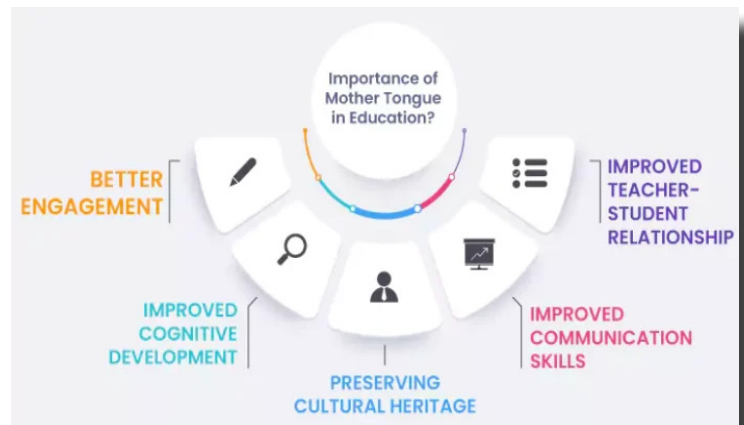 Importance of
Mother Tongue
in Education?
BETTER
ENGAGEMENT
IMPROVED
COGNITIVE
DEVELOPMENT
PRESERVING
CULTURAL HERITAGE
IMPROVED
COMMUNICATION
SKILLS
IMPROVED
TEACHER-
STUDENT
RELATIONSHIP